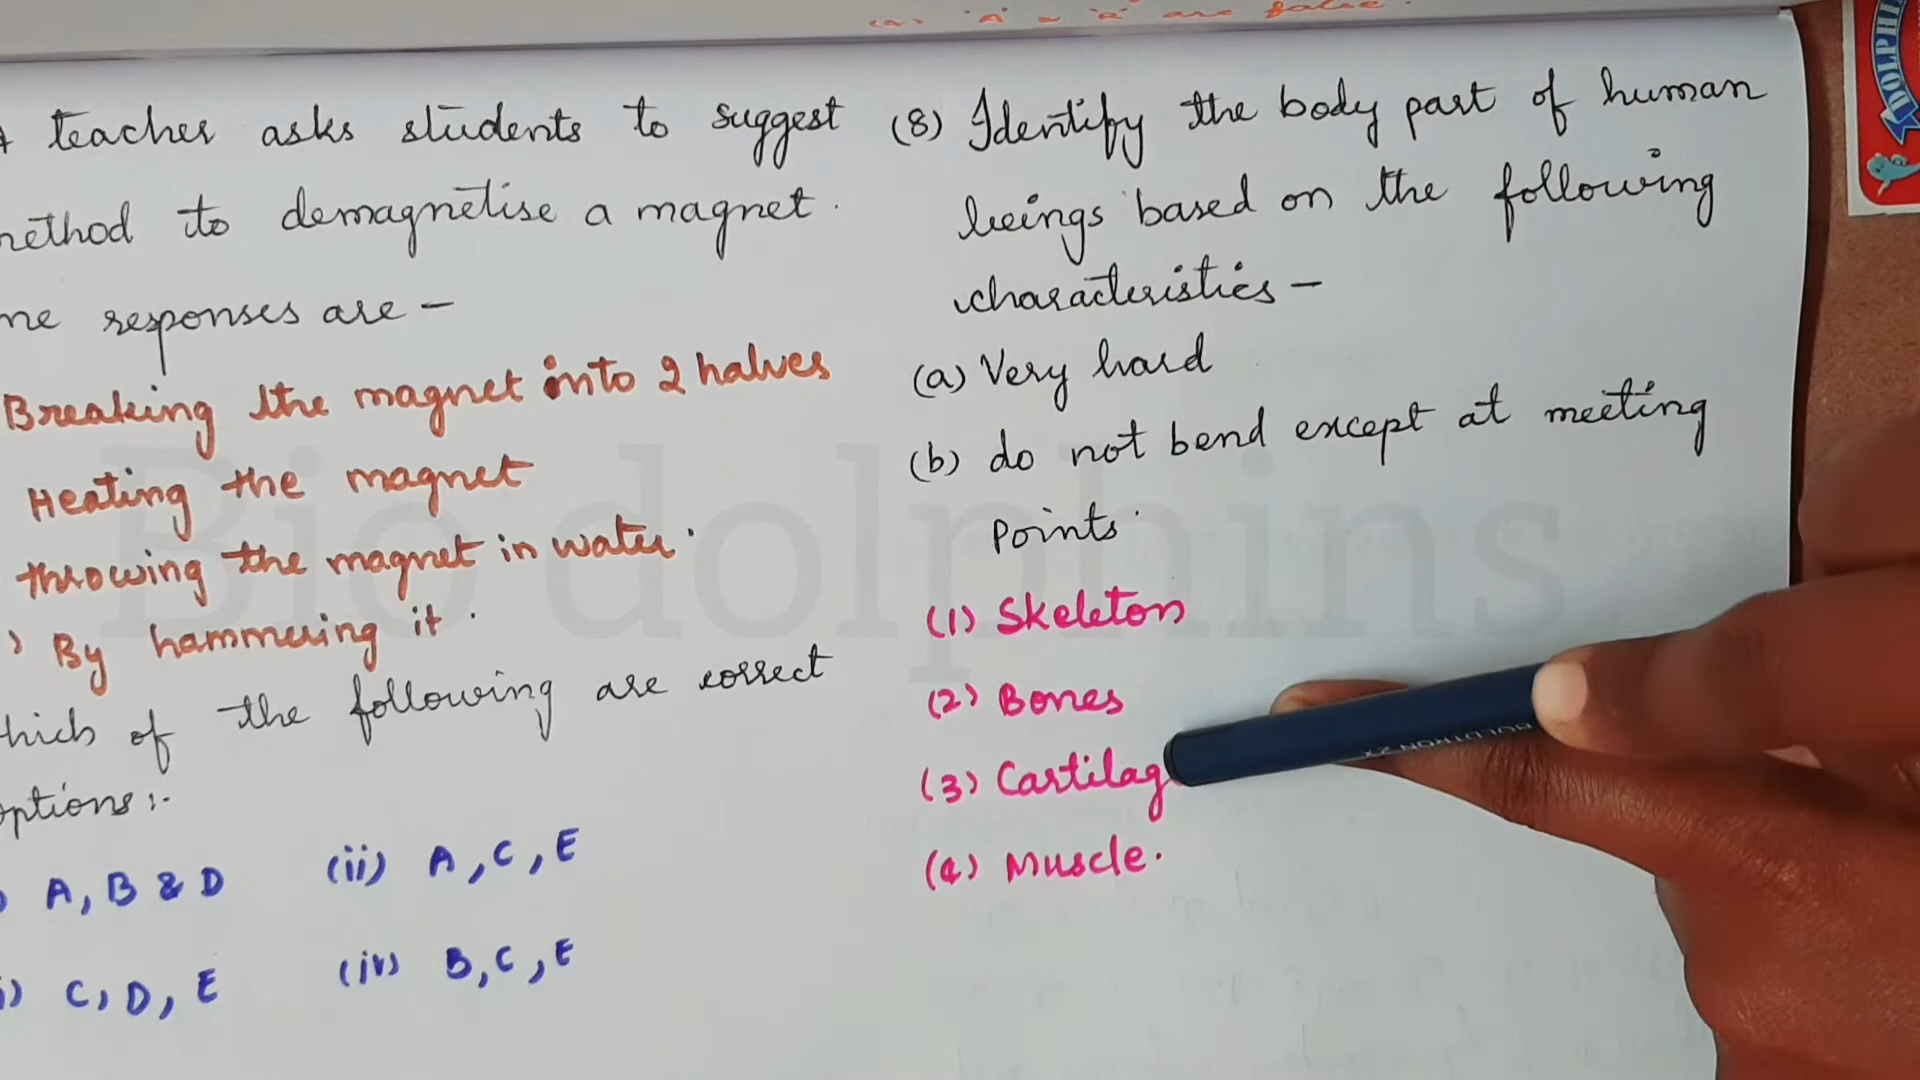 teacher asks students to suggest
method to demagnetise a magnet.
responses are -
Breaking the magnet into 2 halves
Heating the magnet
throwing the magnet in water.
By hammering it.
of the following are correct
options:-
A, B & D (ii) A, C, E
C, D, E (iv) B, C, E
(8) Identify the body part of human
beings based on the following
characteristics -
(a) Very hard
(b) do not bend except at meeting
Points.
(1) Skeleton
(2) Bones
(3) Cartilag
(4) Muscle.
Bio dolphins
DOLPHI